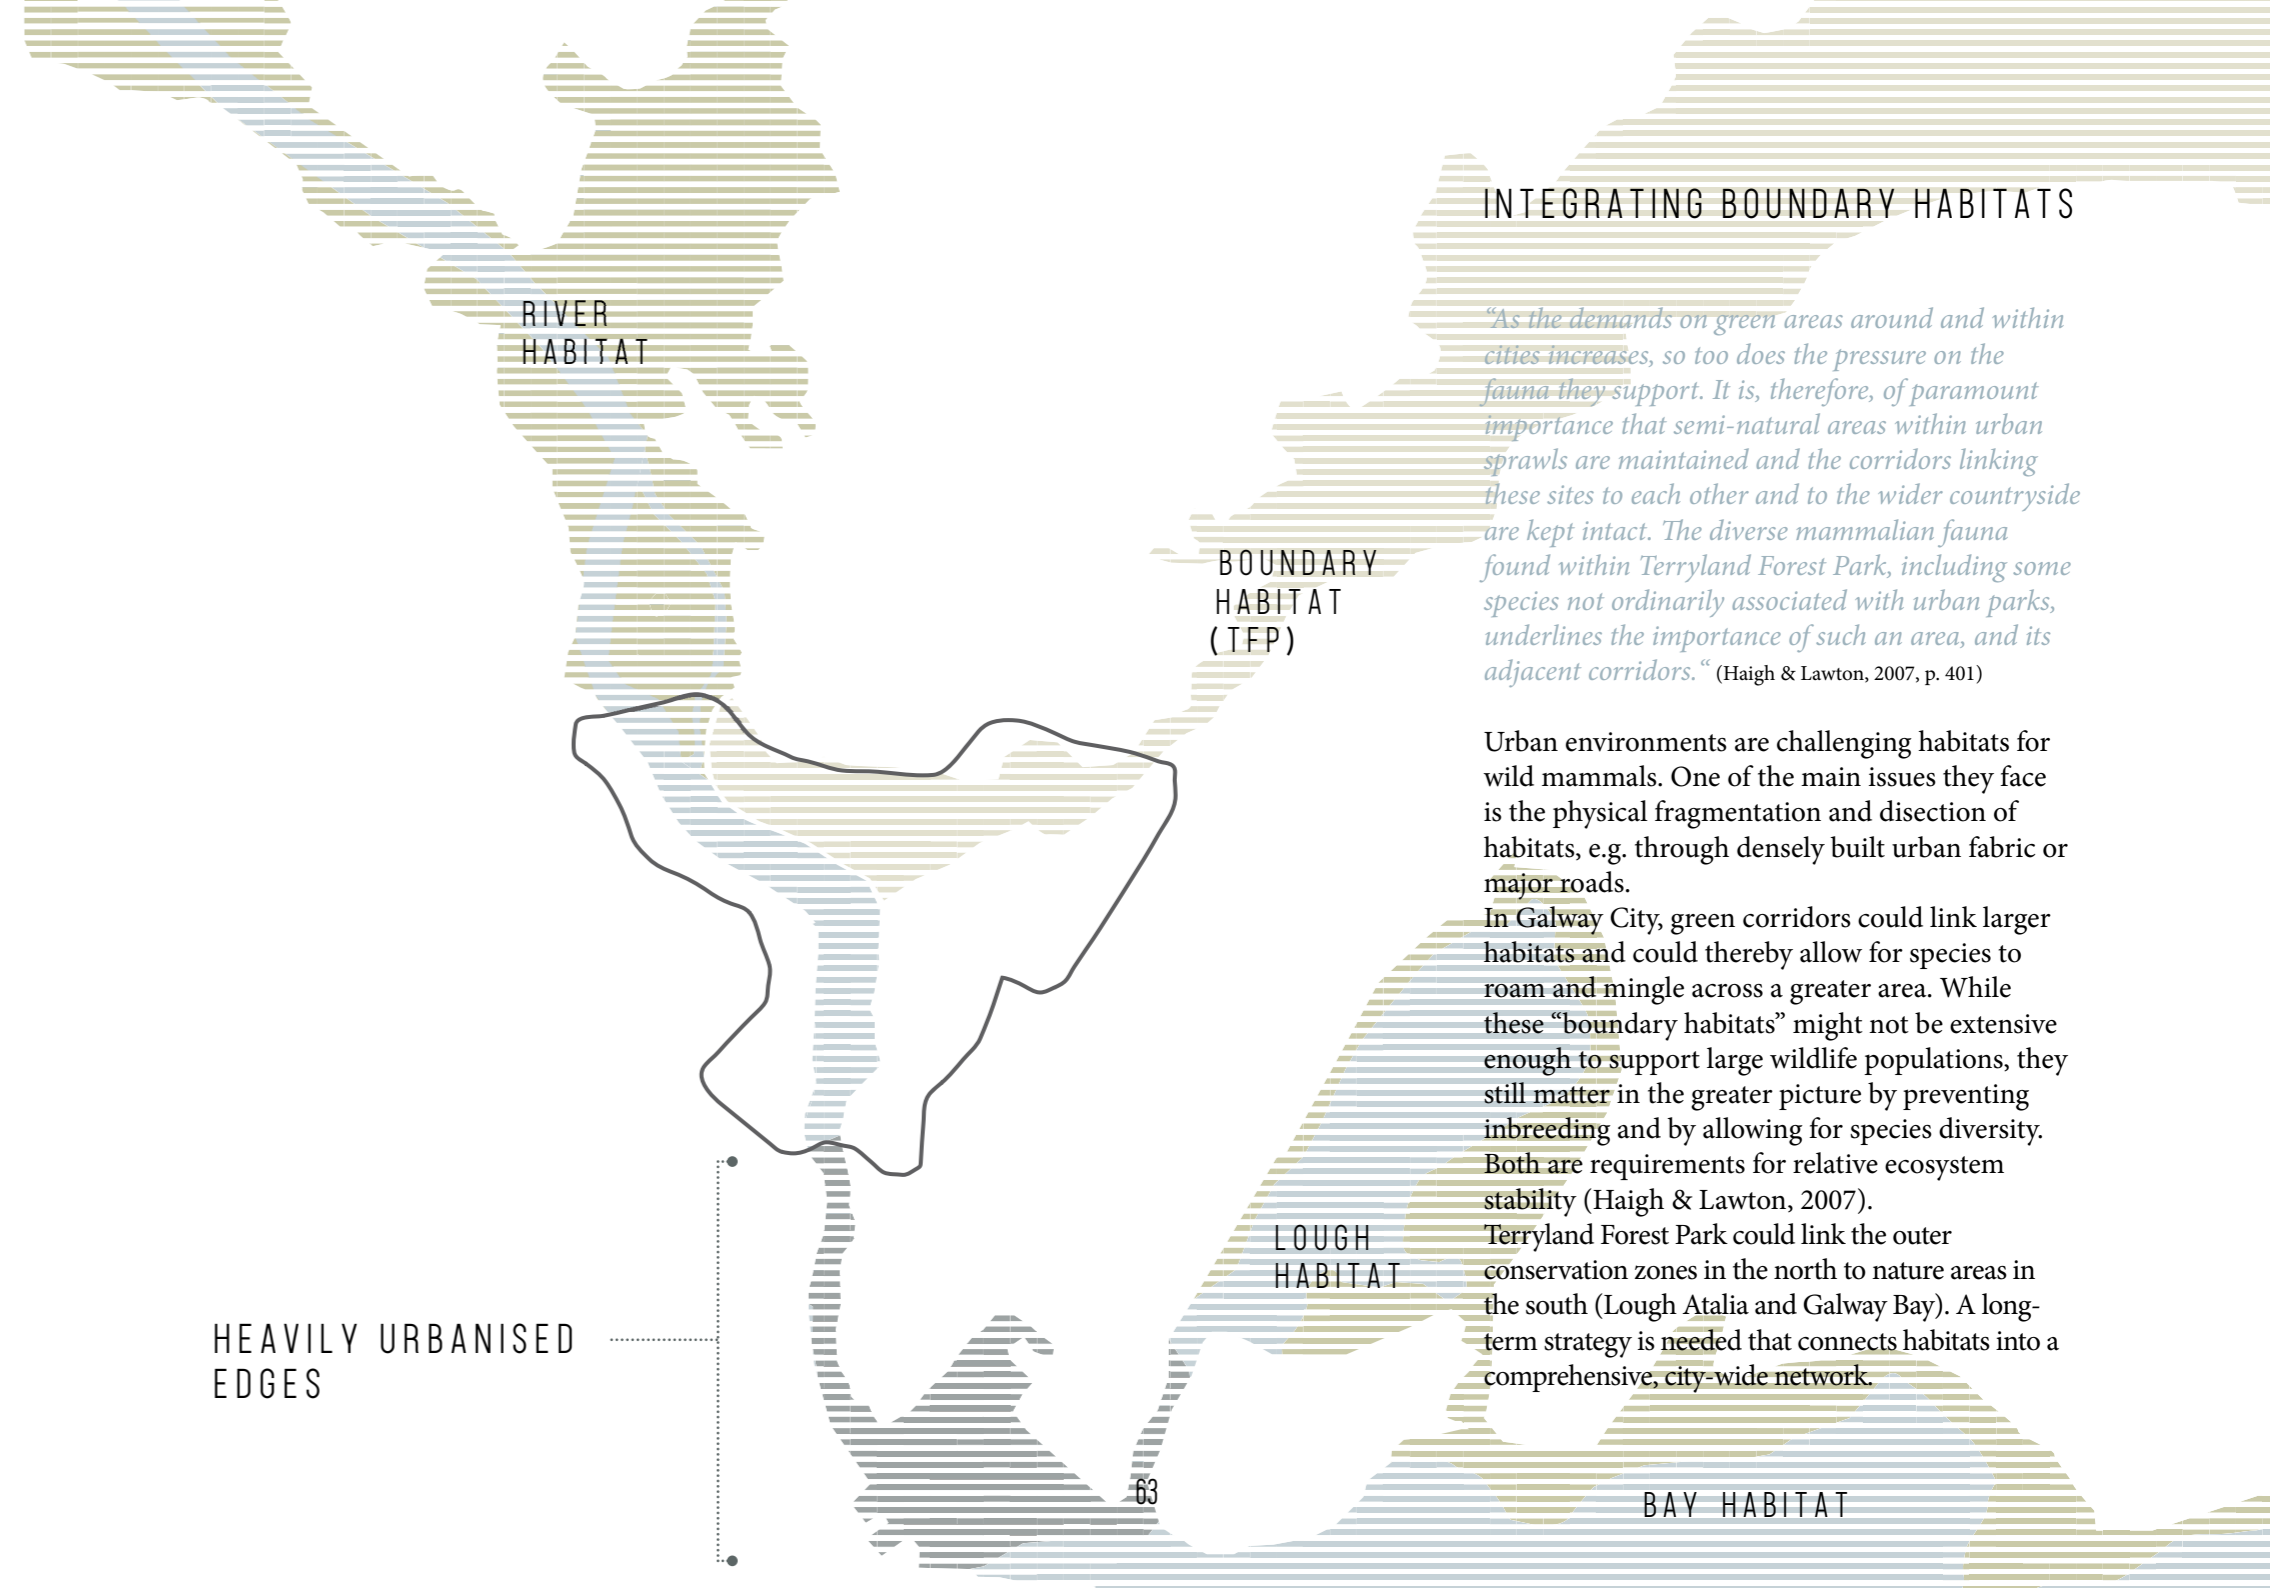 INTEGRATING BOUNDARY HABITATS
“As the demands on green areas around and within
cities increases, so too does the pressure on the
fauna they support. It is, therefore, of paramount
importance that semi-natural areas within urban
sprawls are maintained and the corridors linking
these sites to each other and to the wider countryside
are kept intact. The diverse mammalian fauna
found within Terryland Forest Park, including some
species not ordinarily associated with urban parks,
underlines the importance of such an area, and its
adjacent corridors.“ (Haigh & Lawton, 2007, p. 401)
Urban environments are challenging habitats for
wild mammals. One of the main issues they face
is the physical fragmentation and disection of
habitats, e.g. through densely built urban fabric or
major roads.
In Galway City, green corridors could link larger
habitats and could thereby allow for species to
roam and mingle across a greater area. While
these “boundary habitats” might not be extensive
enough to support large wildlife populations, they
still matter in the greater picture by preventing
inbreeding and by allowing for species diversity.
Both are requirements for relative ecosystem
stability (Haigh & Lawton, 2007).
Terryland Forest Park could link the outer
conservation zones in the north to nature areas in
the south (Lough Atalia and Galway Bay). A long-
term strategy is needed that connects habitats into a
comprehensive, city-wide network.
RIVER
HABITAT
BOUNDARY
HABITAT
(TFP)
LOUGH
HABITAT
HEAVILY URBANISED
EDGES
BAY HABITAT
63